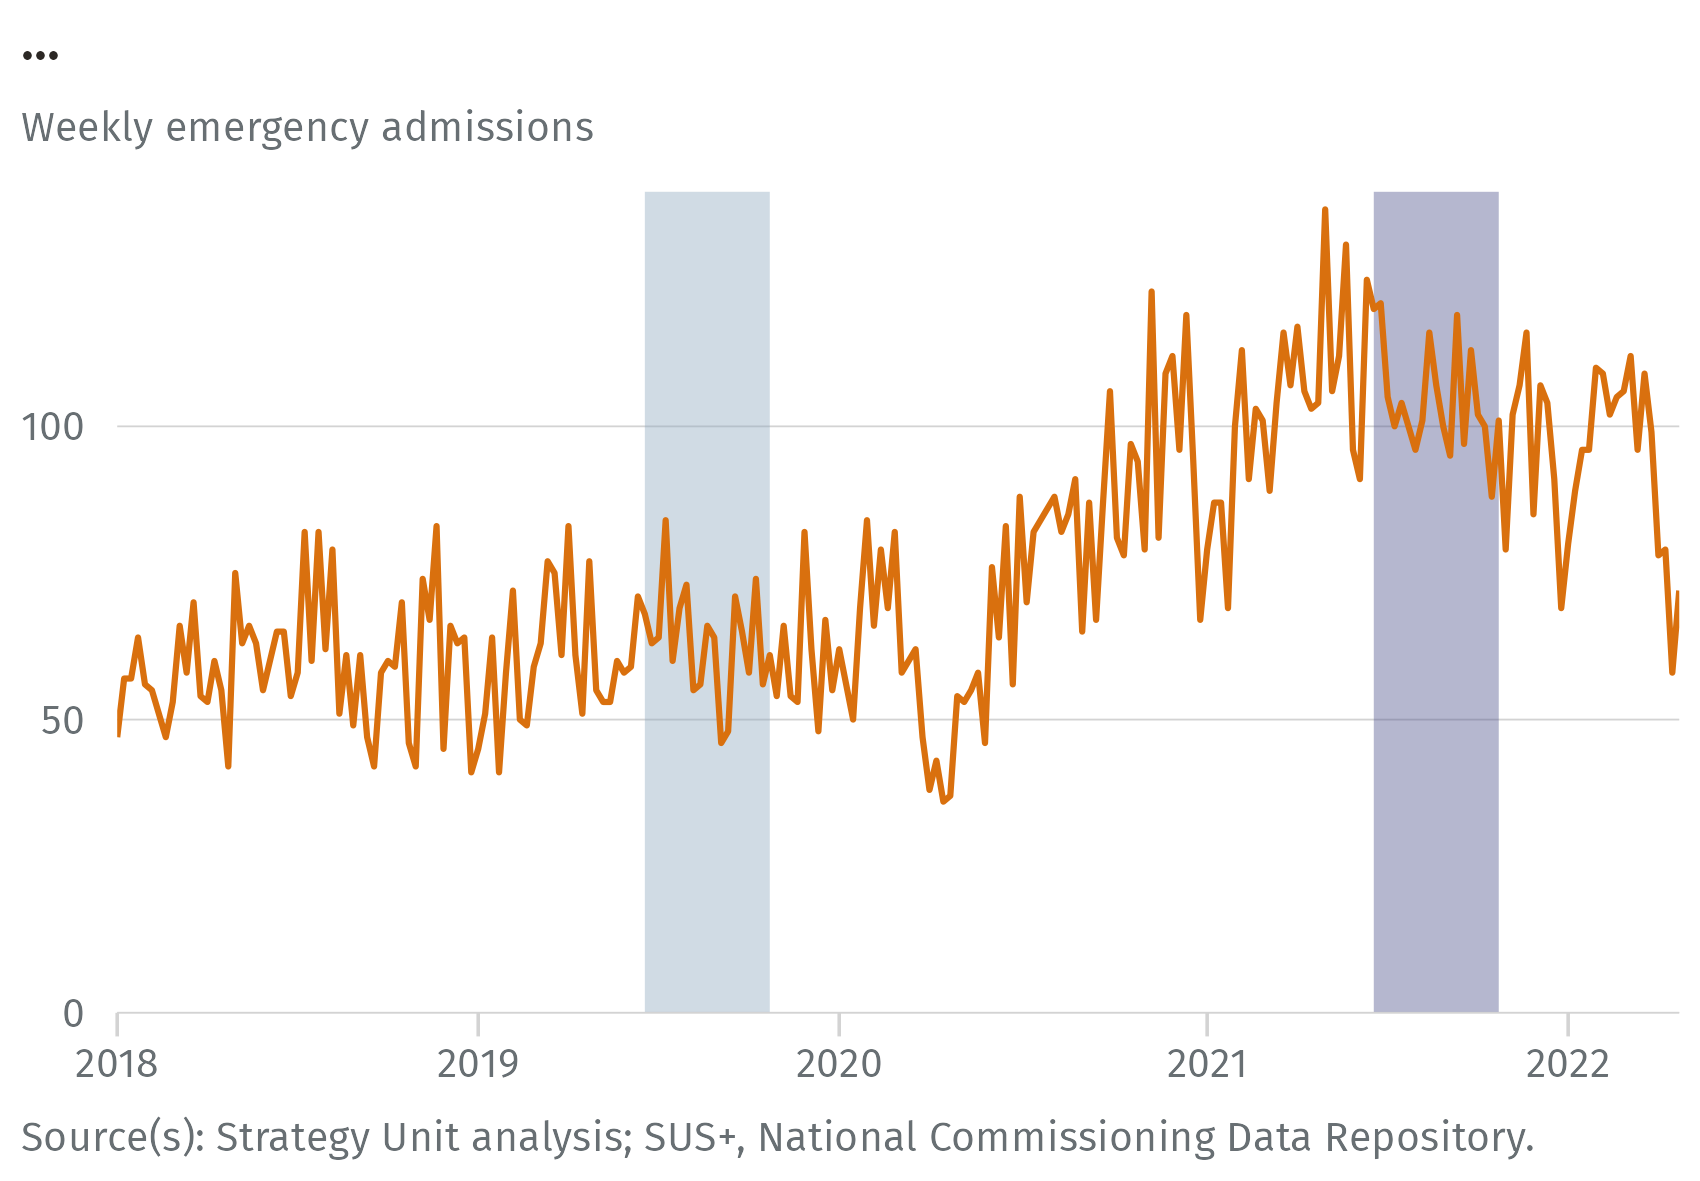 ...
Weekly emergency admissions
100
50
0
2018 2019 2020 2021 2022
Source(s): Strategy Unit analysis; SUS+, National Commissioning Data Repository.